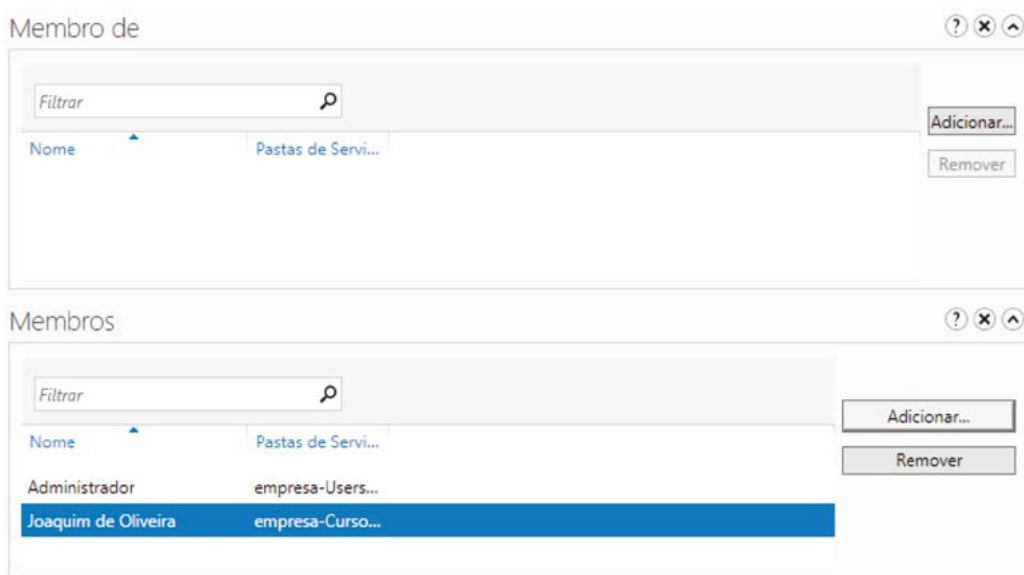 Membro de
Filtrar
Adicionar...
Nome Pastas de Servi...
Remover
Membros
Filtrar
Adicionar...
Nome Pastas de Servi...
Remover
Administrador empresa-Users...
Joaquim de Oliveira empresa-Curso...